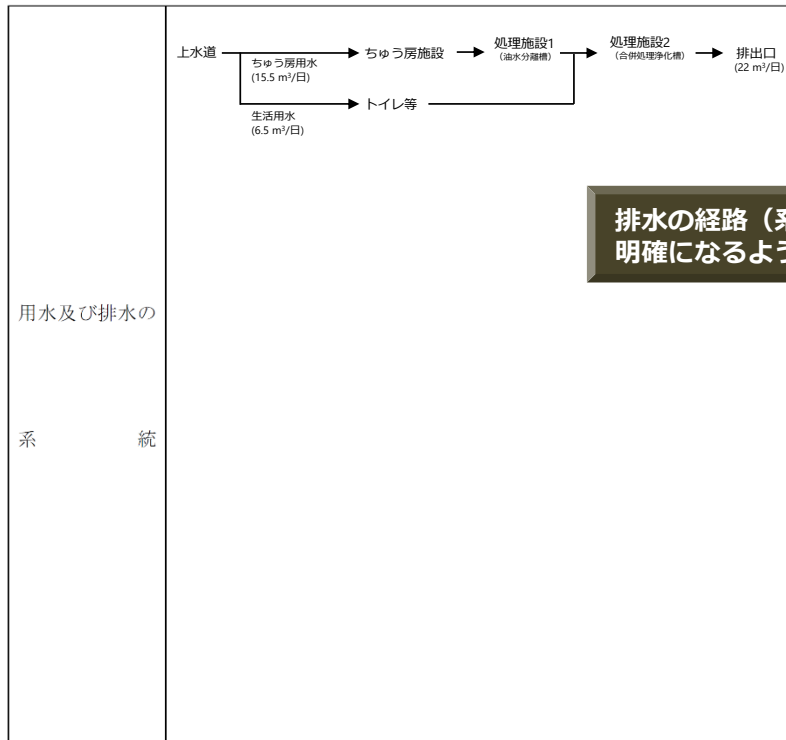 上水道
ちゅう房用水
(15.5 m³/日)
ちゅう房施設
処理施設1
(油水分離槽)
処理施設2
(合併処理浄化槽)
排出口
(22 m³/日)
生活用水
(6.5 m³/日)
トイレ等
排水の経路（系
明確になるよう
用水及び排水の
系　　　統